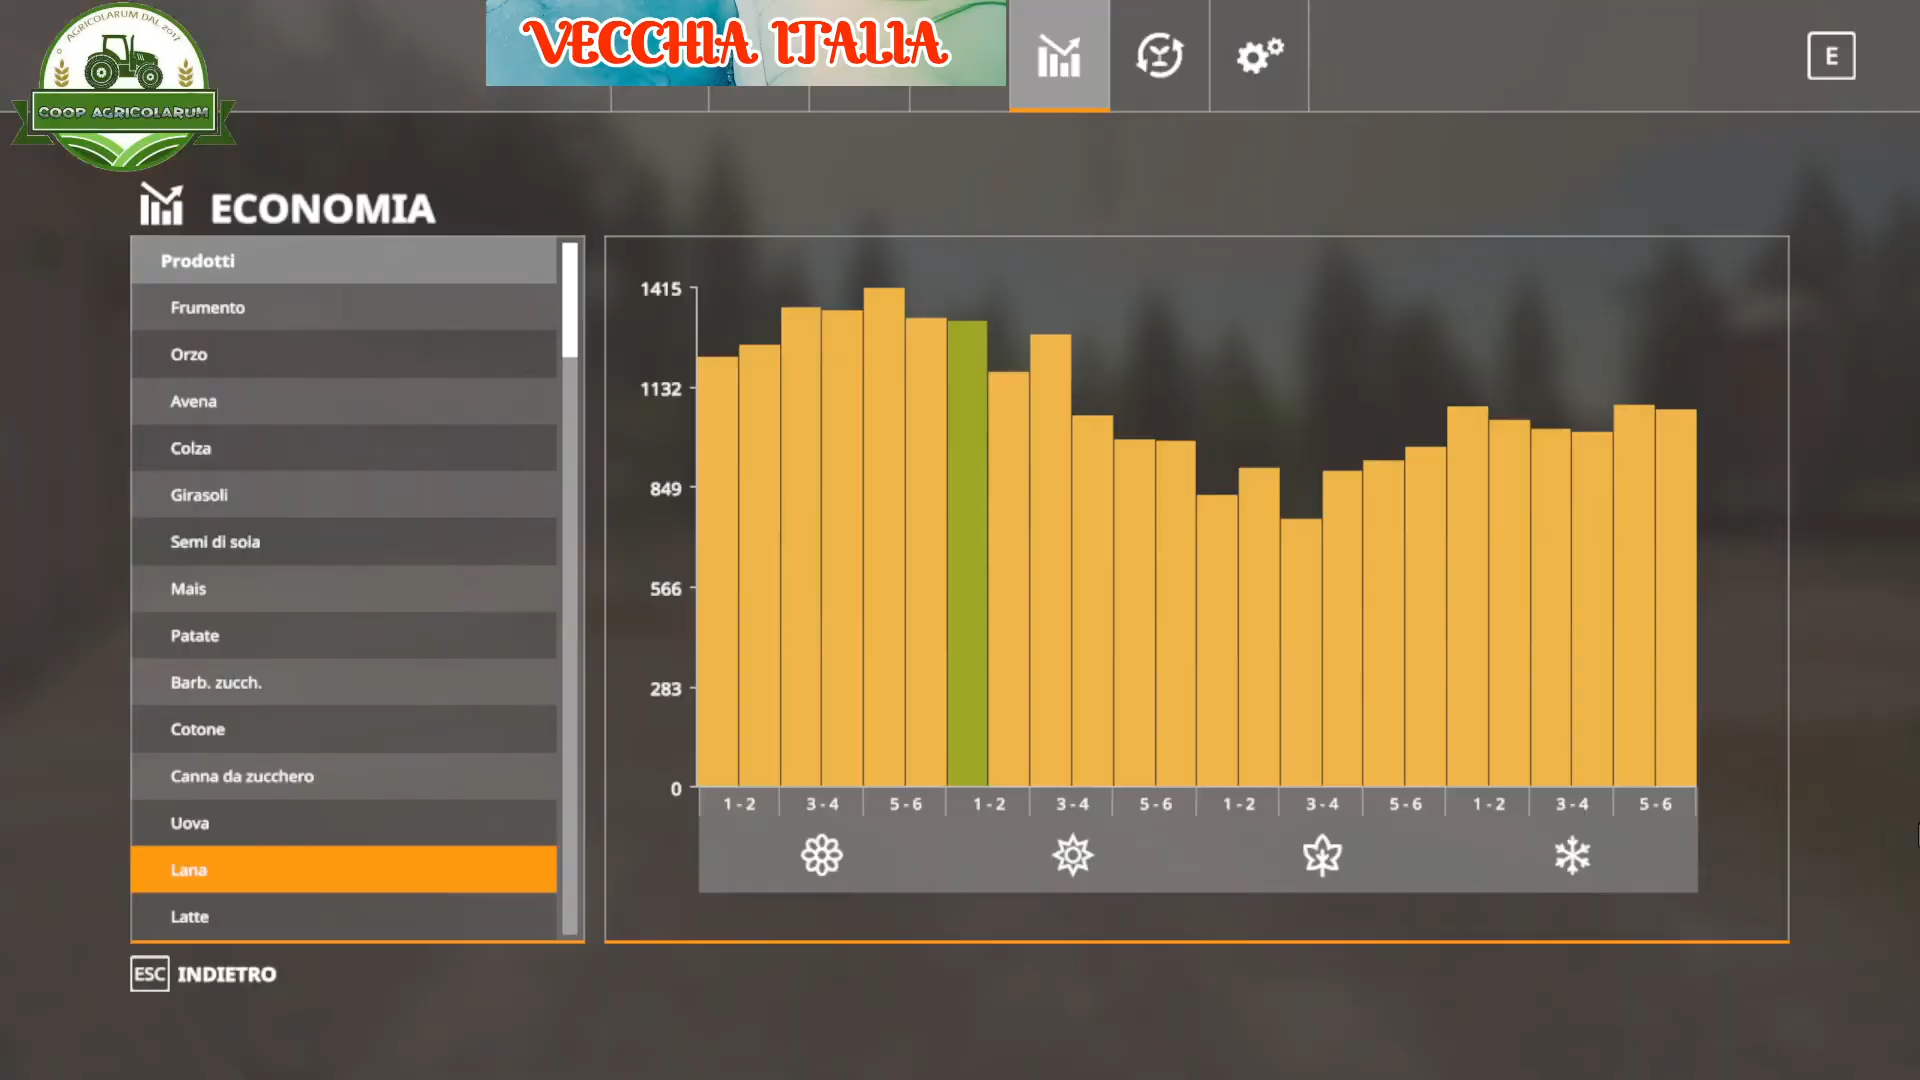 AGRICOLARUM DAL 2017
COOP AGRICOLARUM
VECCHIA ITALIA
E
ECONOMIA
Prodotti
Frumento
Orzo
Avena
Colza
Girasoli
Semi di soia
Mais
Patate
Barb. zucch.
Cotone
Canna da zucchero
Uova
Lana
Latte
1415
1132
849
566
283
0
1 - 2 3 - 4 5 - 6 1 - 2 3 - 4 5 - 6 1 - 2 3 - 4 5 - 6 1 - 2 3 - 4 5 - 6
ESC INDIETRO